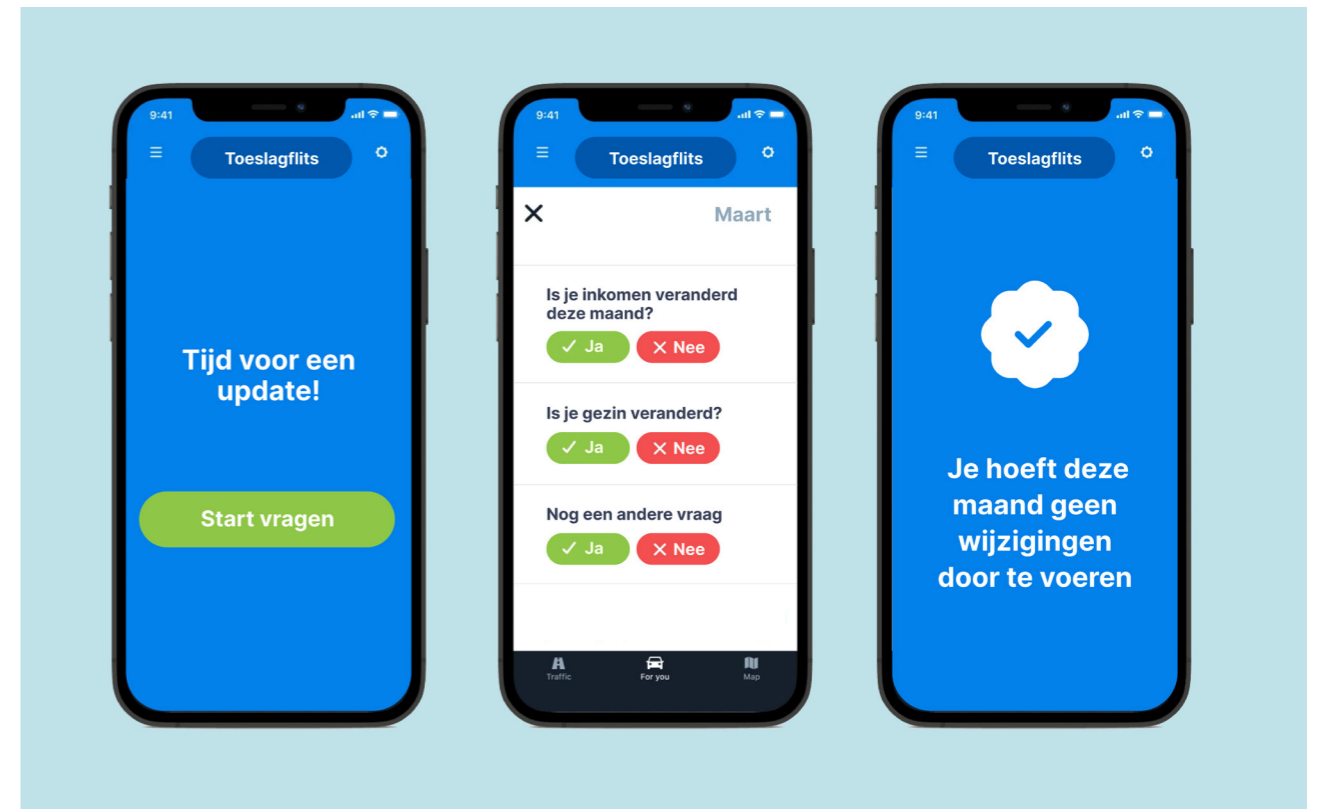 9:41
Toeslagflits
Tijd voor een
update!
Start vragen
9:41
Toeslagflits
Maart
Is je inkomen veranderd
deze maand?
Ja Nee
Is je gezin veranderd?
Ja Nee
Nog een andere vraag
Ja Nee
Traffic For you Map
9:41
Toeslagflits
Je hoeft deze
maand geen
wijzigingen
door te voeren